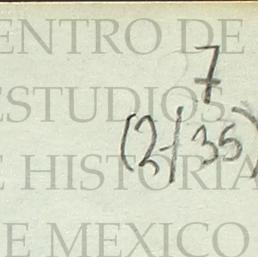 ENTRO DE
7
ESTUDIOS
(2/35)
E HISTORIA
E MEXICO